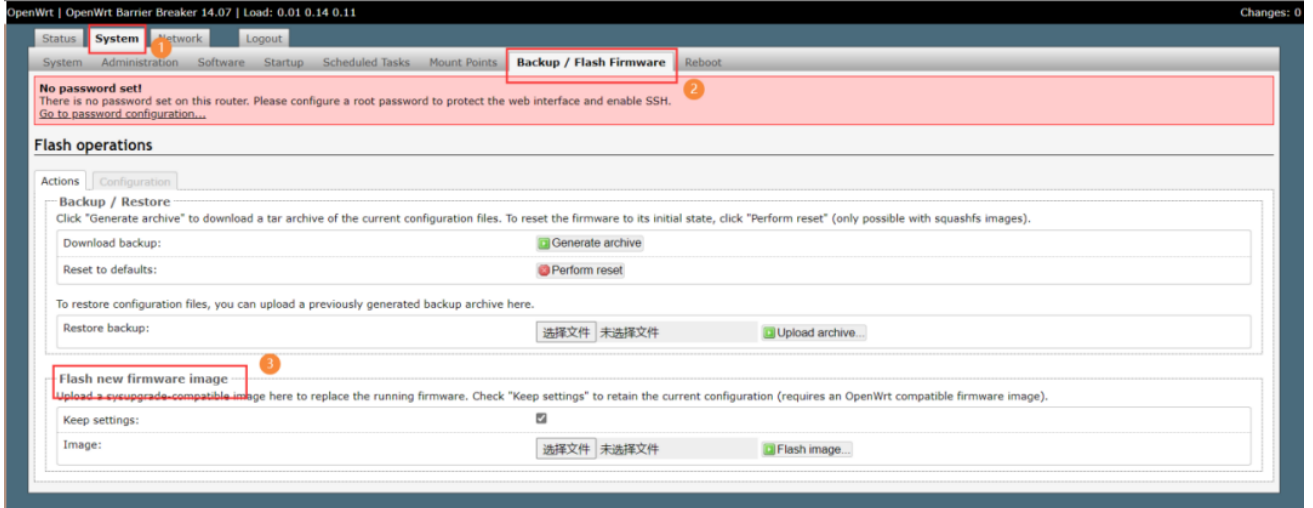 OpenWrt | OpenWrt Barrier Breaker 14.07 | Load: 0.01 0.14 0.11 Changes: 0
Status System Network Logout
1
System Administration Software Startup Scheduled Tasks Mount Points Backup / Flash Firmware Reboot
2
No password set!
There is no password set on this router. Please configure a root password to protect the web interface and enable SSH.
Go to password configuration...
Flash operations
Actions Configuration
Backup / Restore
Click "Generate archive" to download a tar archive of the current configuration files. To reset the firmware to its initial state, click "Perform reset" (only possible with squashfs images).
Download backup: Generate archive
Reset to defaults: Perform reset
To restore configuration files, you can upload a previously generated backup archive here.
Restore backup: 选择文件 未选择文件 Upload archive...
3
Flash new firmware image
Upload a sysupgrade-compatible image here to replace the running firmware. Check "Keep settings" to retain the current configuration (requires an OpenWrt compatible firmware image).
Keep settings:
Image: 选择文件 未选择文件 Flash image...